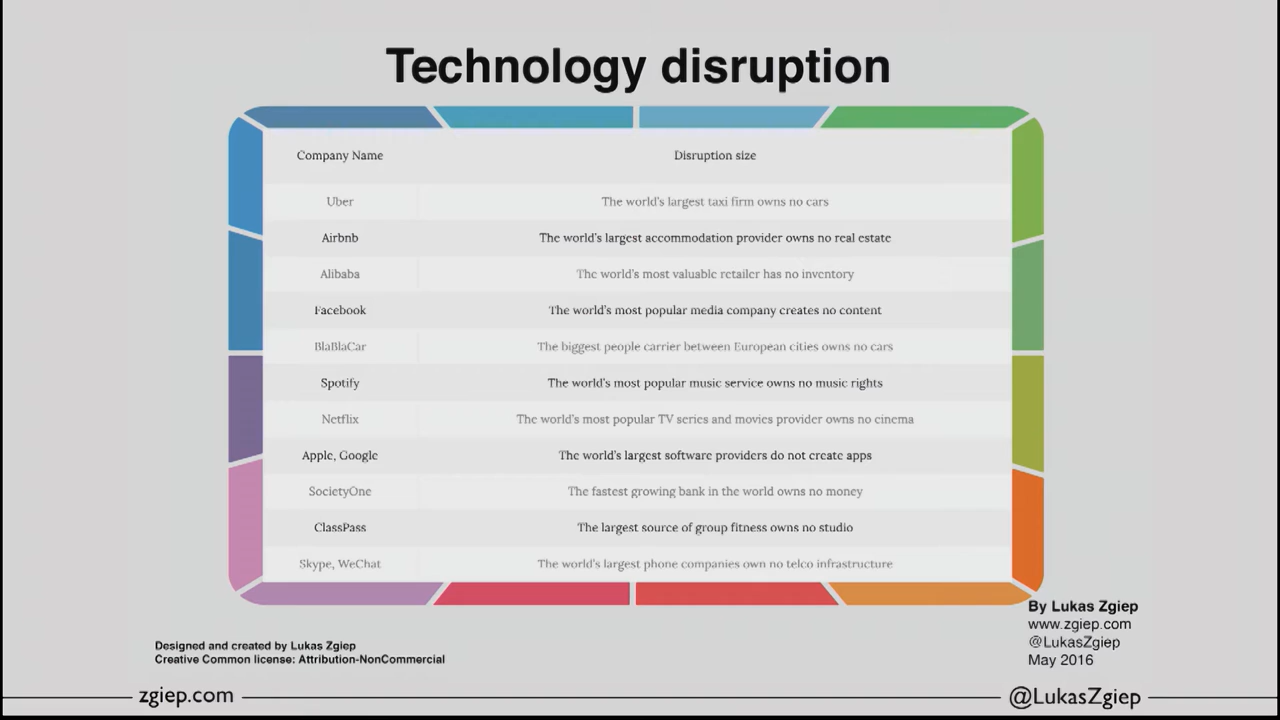 Technology disruption
Company Name Disruption size
Uber The world's largest taxi firm owns no cars
Airbnb The world's largest accommodation provider owns no real estate
Alibaba The world's most valuable retailer has no inventory
Facebook The world's most popular media company creates no content
BlaBlaCar The biggest people carrier between European cities owns no cars
Spotify The world's most popular music service owns no music rights
Netflix The world's most popular TV series and movies provider owns no cinema
Apple, Google The world's largest software providers do not create apps
SocietyOne The fastest growing bank in the world owns no money
ClassPass The largest source of group fitness owns no studio
Skype, WeChat The world's largest phone companies own no telco infrastructure
By Lukas Zgiep
www.zgiep.com
@LukasZgiep
May 2016
Designed and created by Lukas Zgiep
Creative Common license: Attribution-NonCommercial
zgiep.com
@LukasZgiep